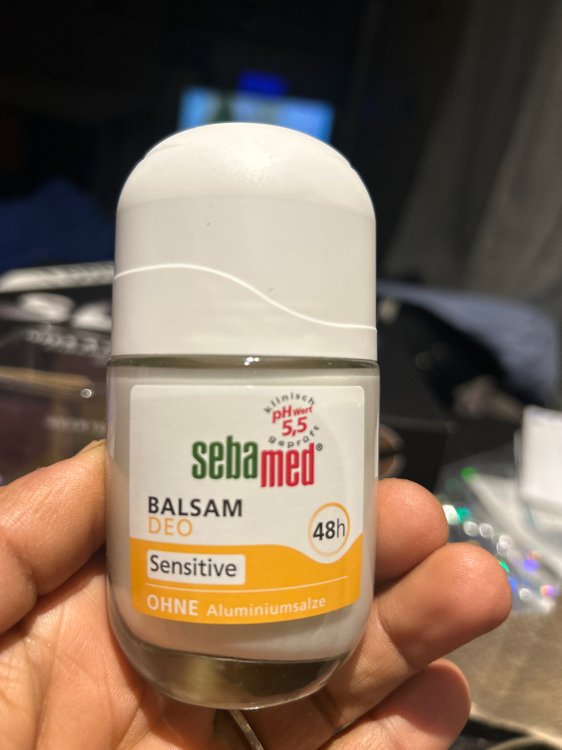 klinisch
pH Wert
5,5
geprüft
sebamed®
BALSAM
DEO
48h
Sensitive
OHNE Aluminiumsalze